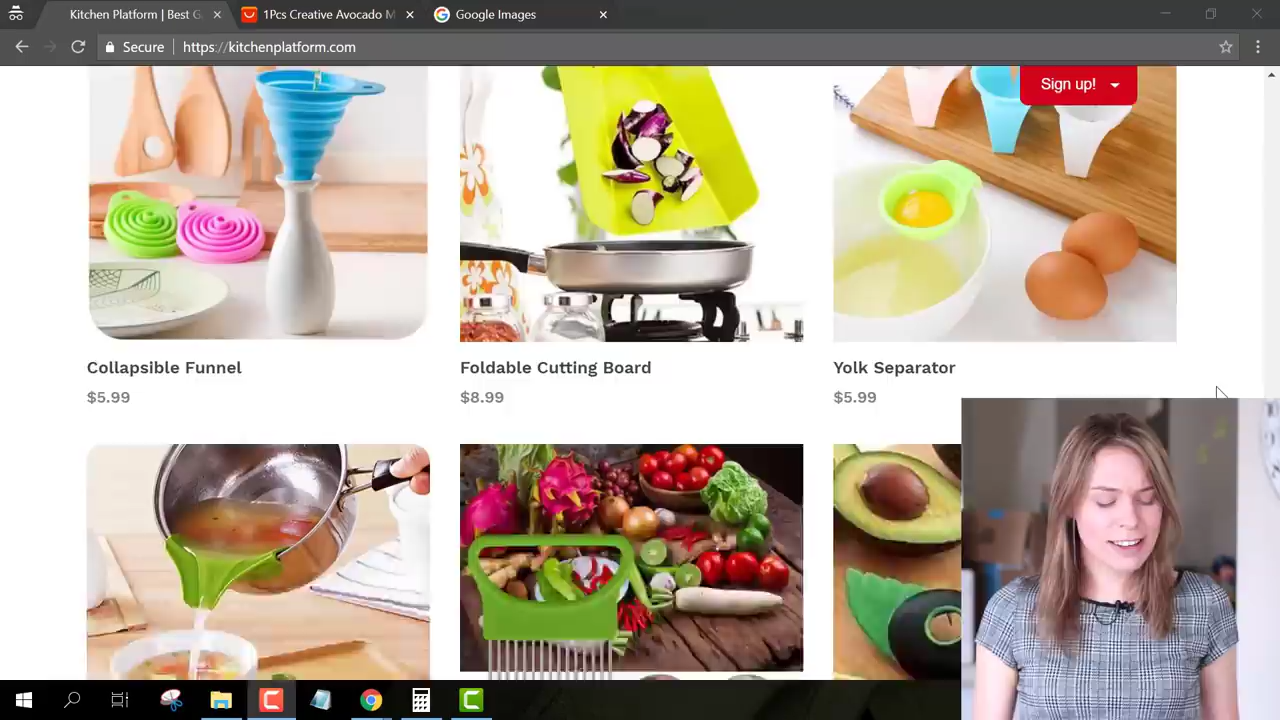 Kitchen Platform | Best G
1Pcs Creative Avocado M
Google Images
Secure
https://kitchenplatform.com
Sign up!
Collapsible Funnel
Foldable Cutting Board
Yolk Separator
$5.99
$8.99
$5.99